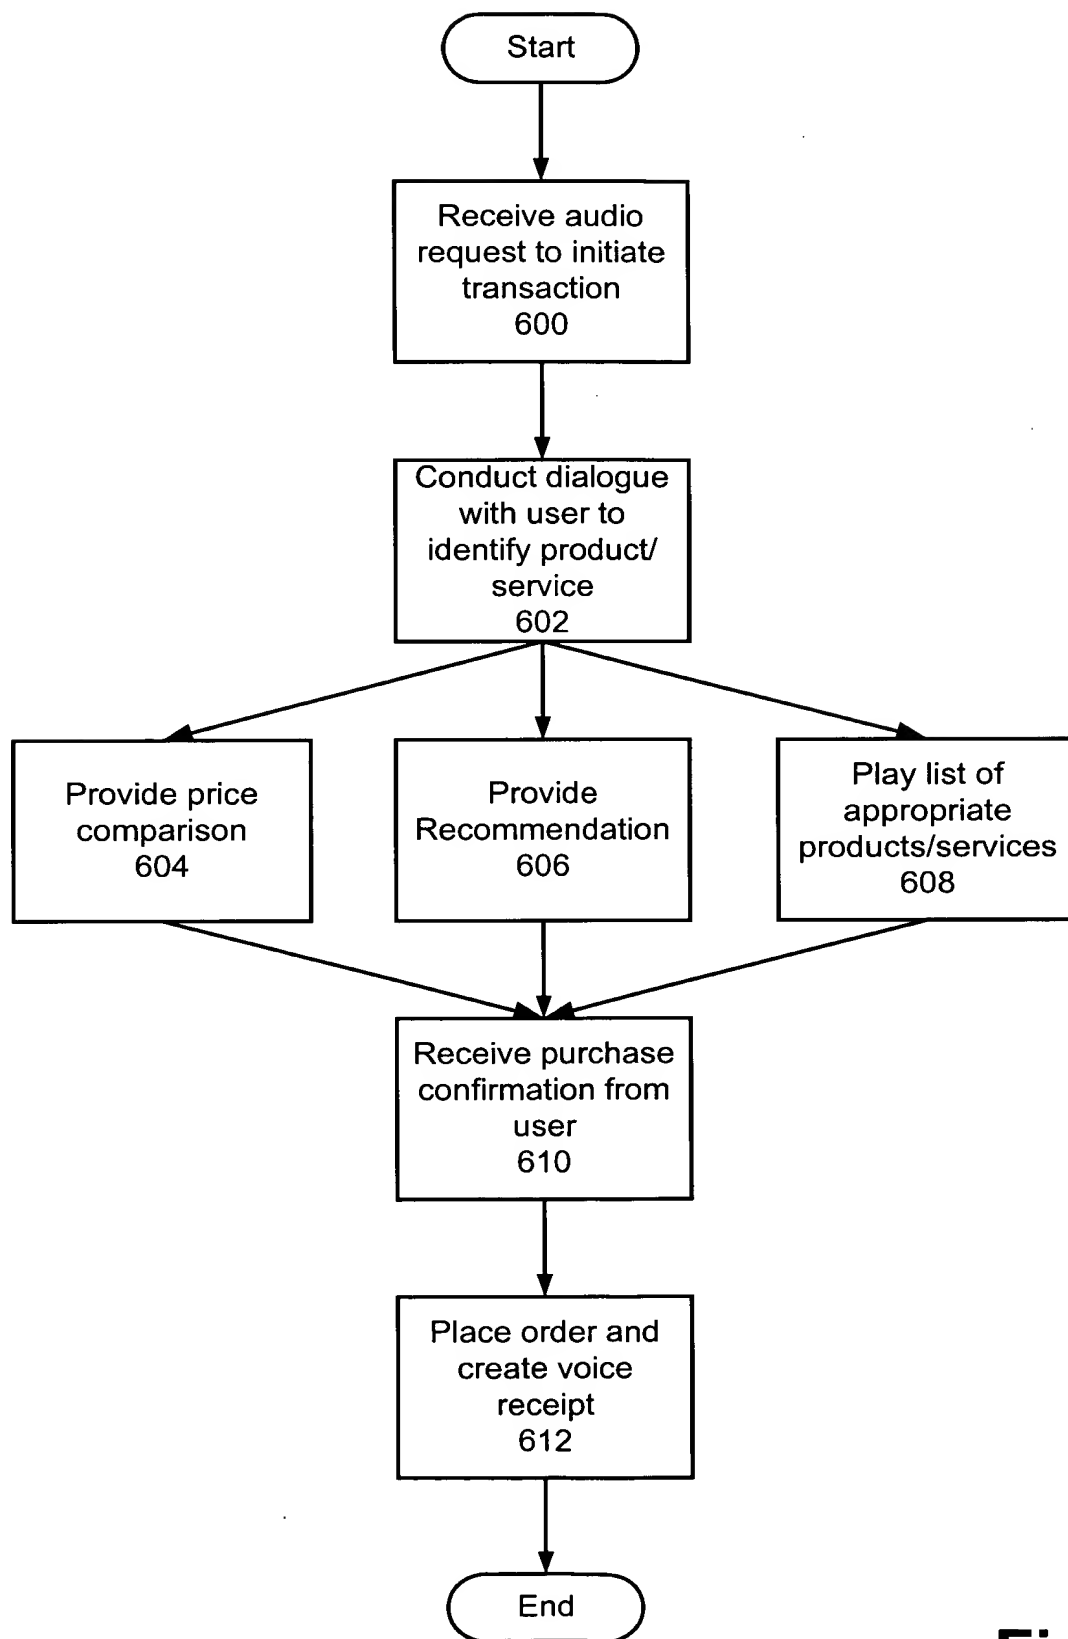 Start
Receive audio
request to initiate
transaction
600
Conduct dialogue
with user to
identify product/
service
602
Provide price
comparison
604
Provide
Recommendation
606
Play list of
appropriate
products/services
608
Receive purchase
confirmation from
user
610
Place order and
create voice
receipt
612
End